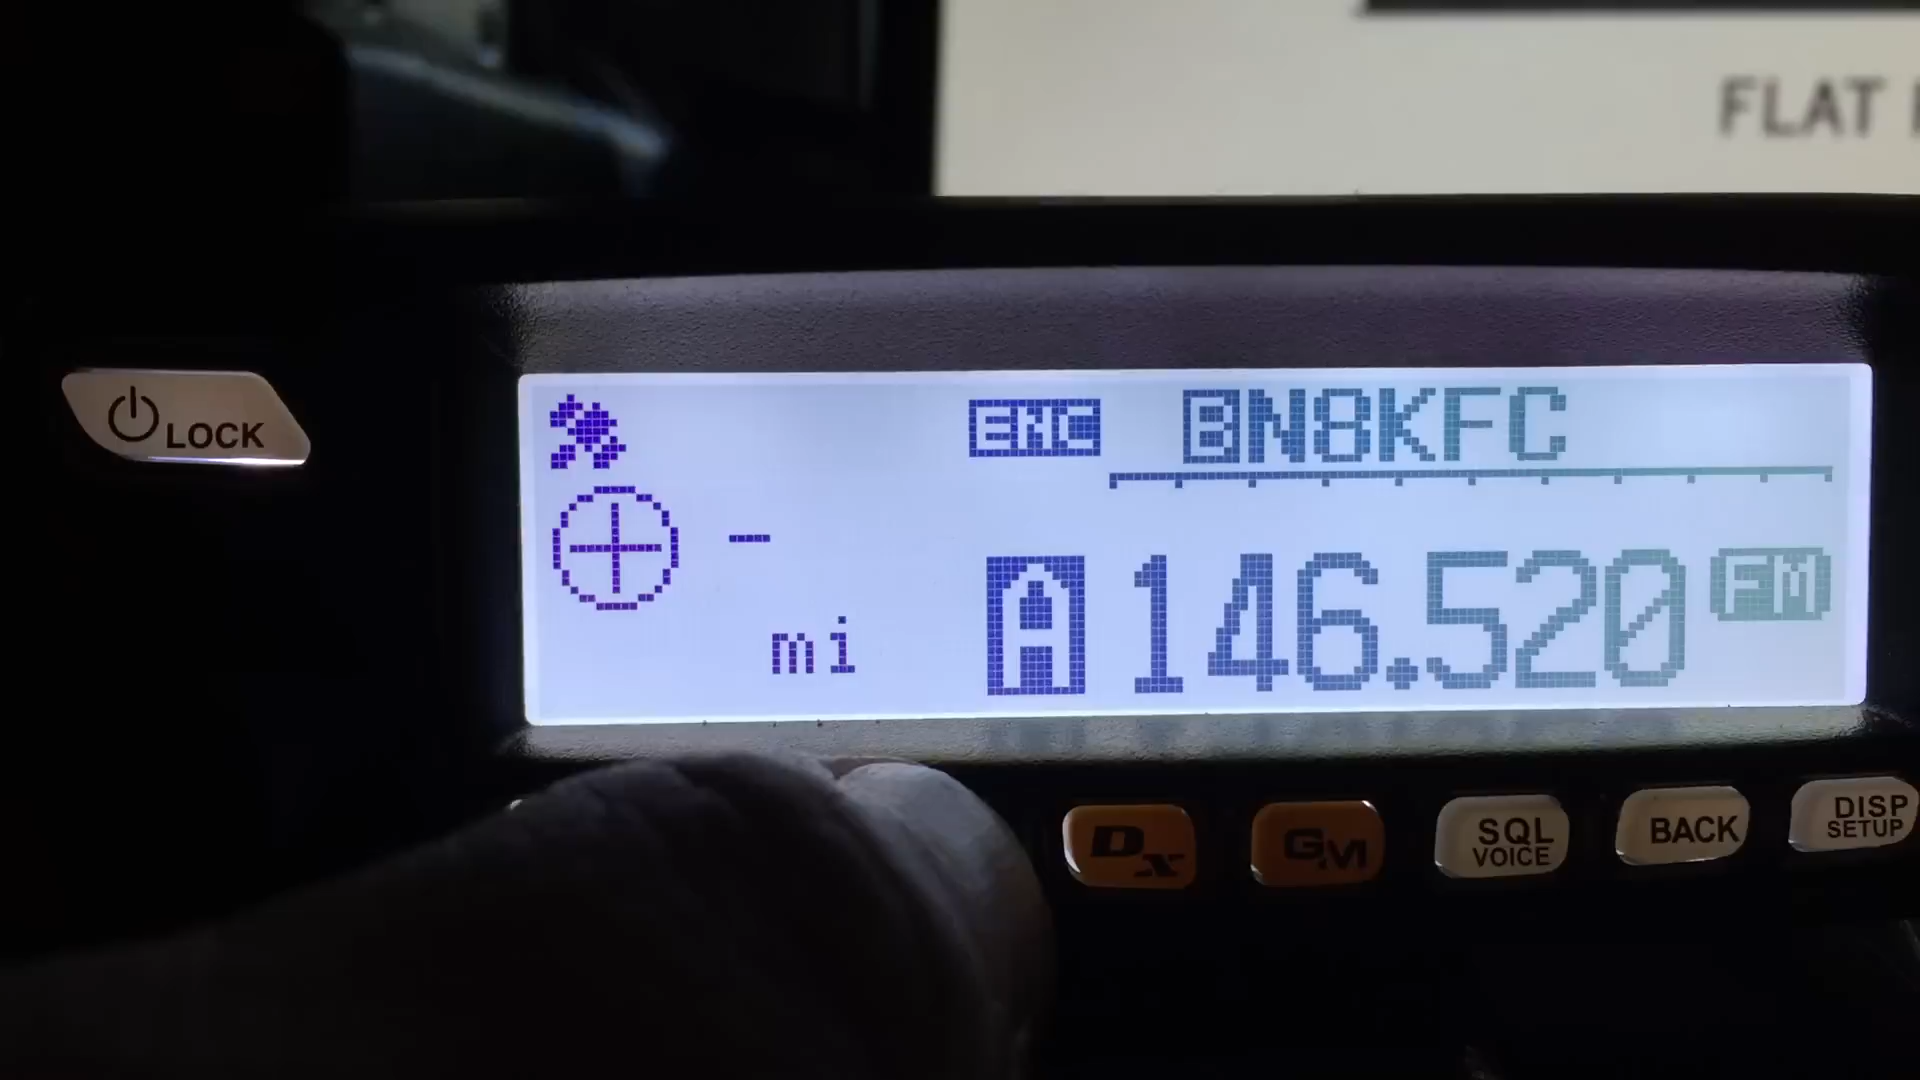 FLAT
LOCK
ENC BN8KFC
mi
A 146.520 FM
DX
GM
SQL
VOICE
BACK
DISP
SETUP